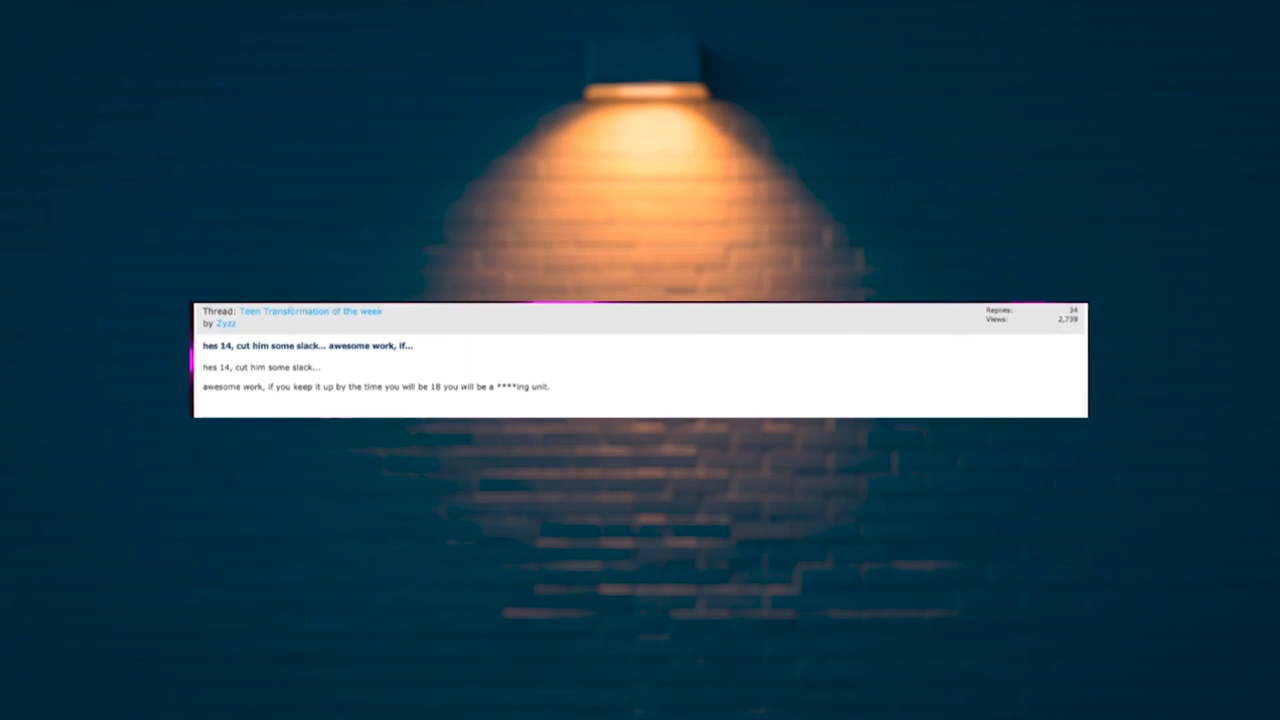 Thread: Teen Transformation of the week
by Zyzz
Replies: 34
Views: 2,739
hes 14, cut him some slack... awesome work, if...
hes 14, cut him some slack...
awesome work, if you keep it up by the time you will be 18 you will be a ****ing unit.